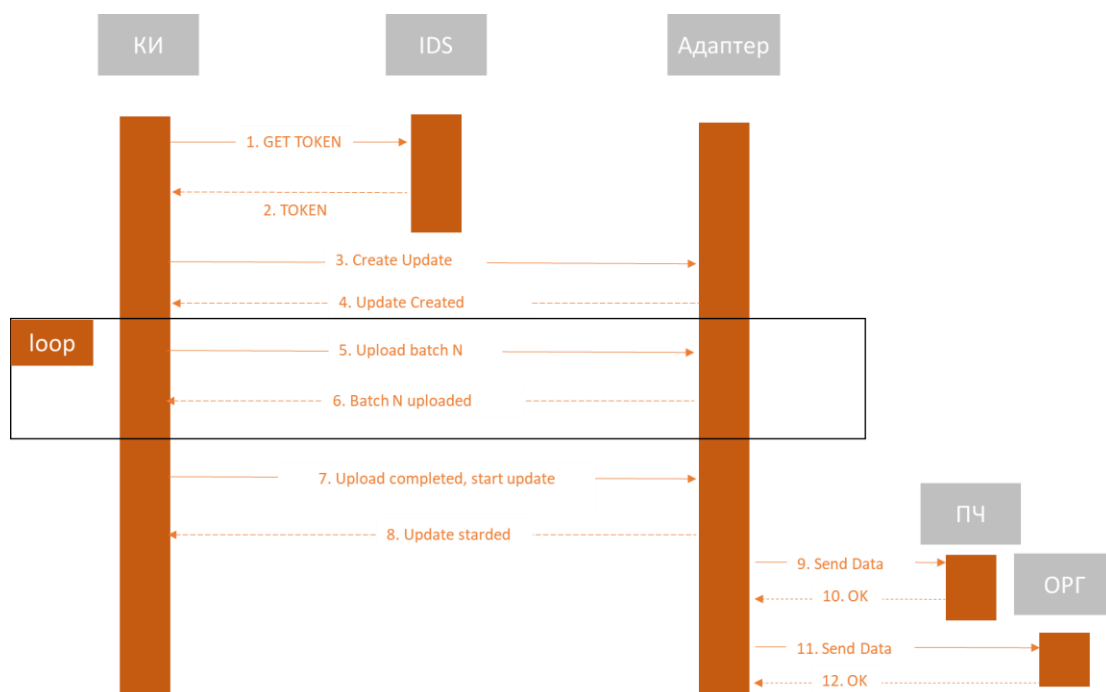 КИ
IDS
Адаптер
1. GET TOKEN
2. TOKEN
3. Create Update
4. Update Created
loop
5. Upload batch N
6. Batch N uploaded
7. Upload completed, start update
8. Update starded
ПЧ
9. Send Data
10. OK
ОРГ
11. Send Data
12. OK